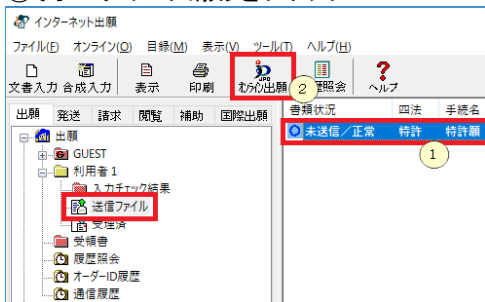 インターネット出願
ファイル(F) オンライン(O) 目録(M) 表示(V) ツール(T) ヘルプ(H)
文書入力 合成入力 表示 印刷 オンライン出願 照会 ヘルプ
2
出願 発送 請求 閲覧 補助 国際出願
書類状況 四法 手続名
未送信／正常 特許 特許願
1
出願
GUEST
利用者1
入力チェック結果
送信ファイル
受理済
受領書
履歴照会
オーダーID履歴
通信履歴